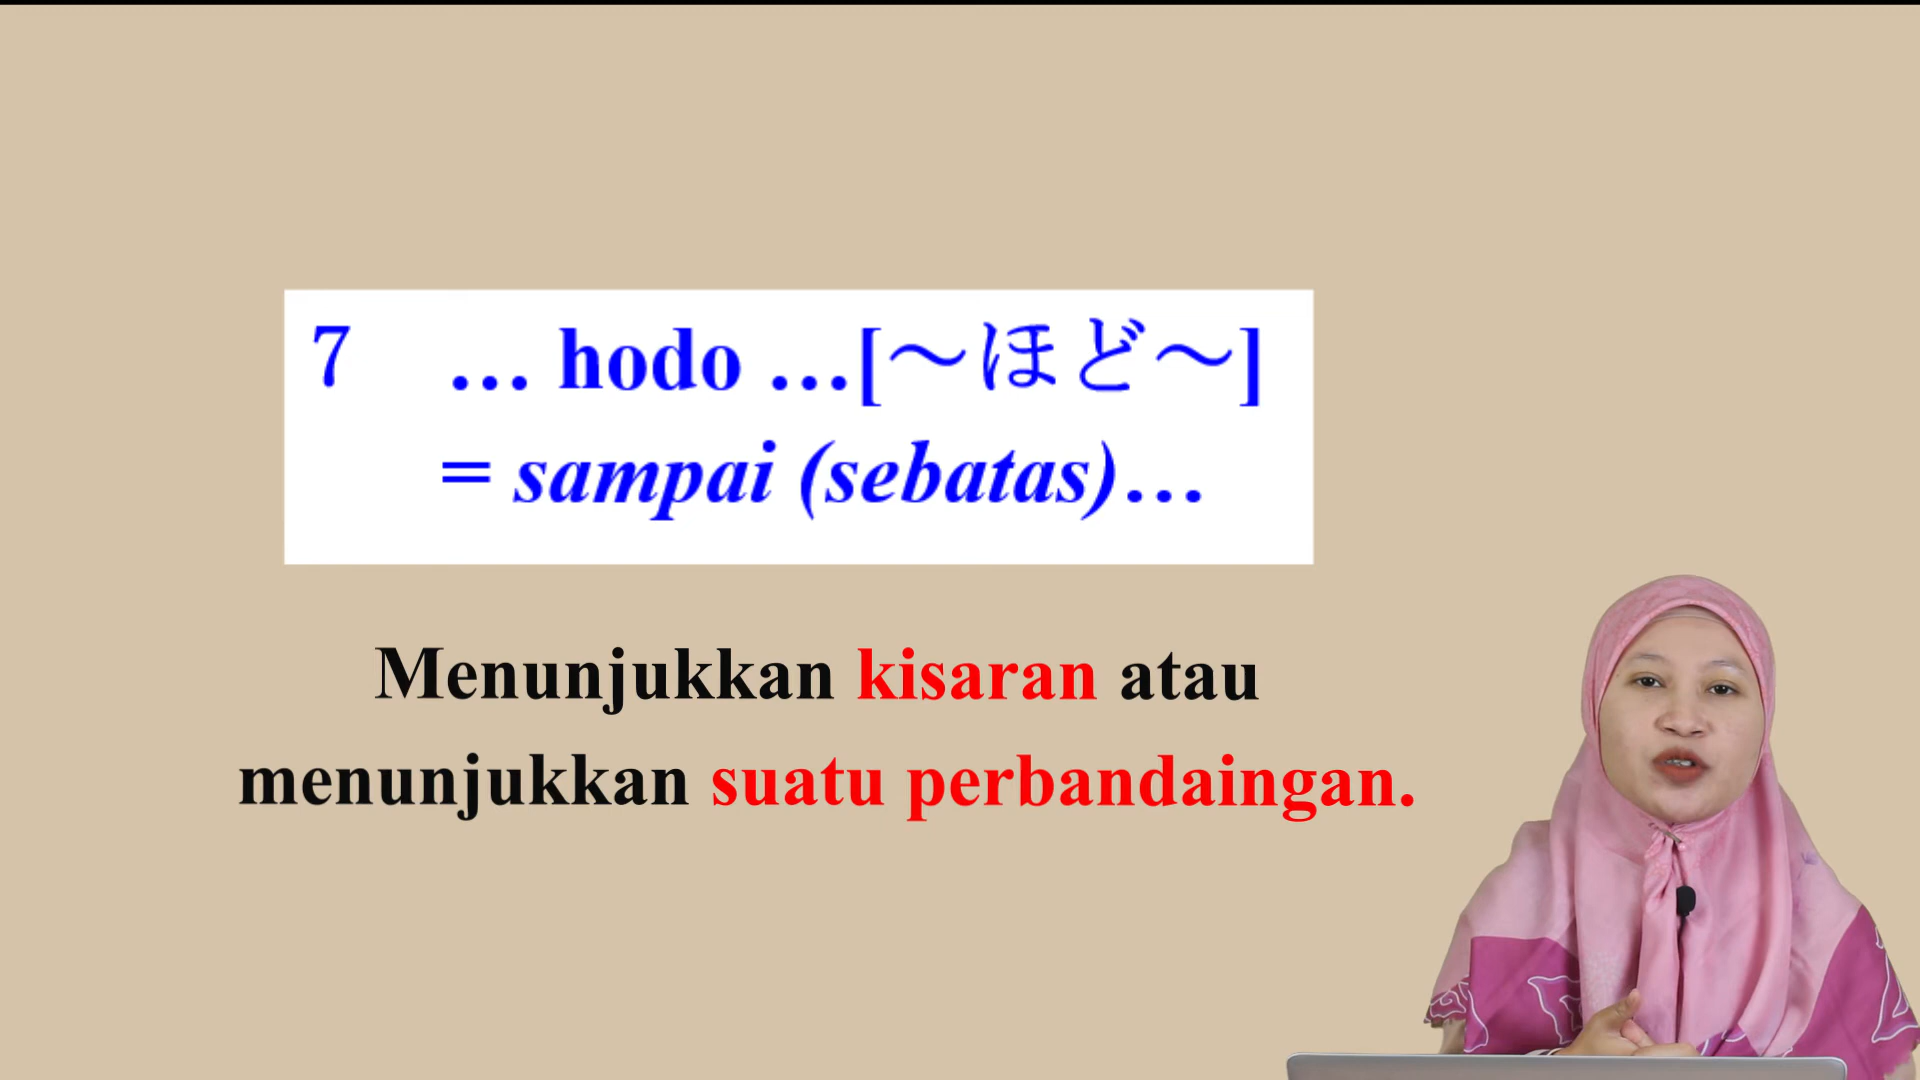 7 … hodo …[～ほど～]
= sampai (sebatas)…
Menunjukkan kisaran atau
menunjukkan suatu perbandaingan.